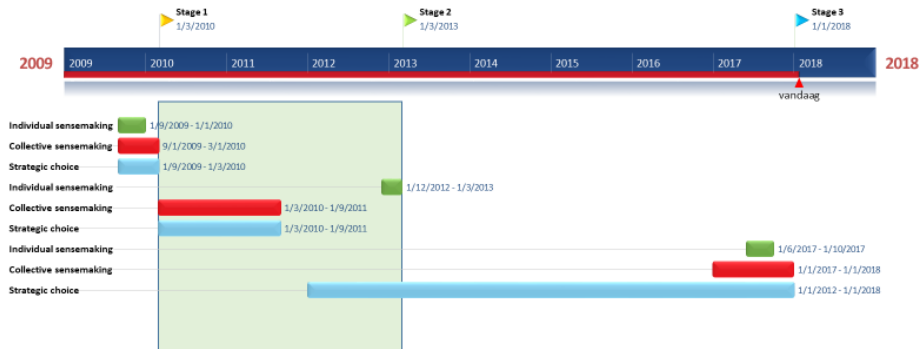 Stage 1
1/3/2010
Stage 2
1/3/2013
Stage 3
1/1/2018
2009 2009 2010 2011 2012 2013 2014 2015 2016 2017 2018 2018
vandaag
Individual sensemaking 1/9/2009 - 1/1/2010
Collective sensemaking 9/1/2009 - 3/1/2010
Strategic choice 1/9/2009 - 1/3/2010
Individual sensemaking 1/12/2012 - 1/3/2013
Collective sensemaking 1/3/2010 - 1/9/2011
Strategic choice 1/3/2010 - 1/9/2011
Individual sensemaking 1/6/2017 - 1/10/2017
Collective sensemaking 1/1/2017 - 1/1/2018
Strategic choice 1/1/2012 - 1/1/2018